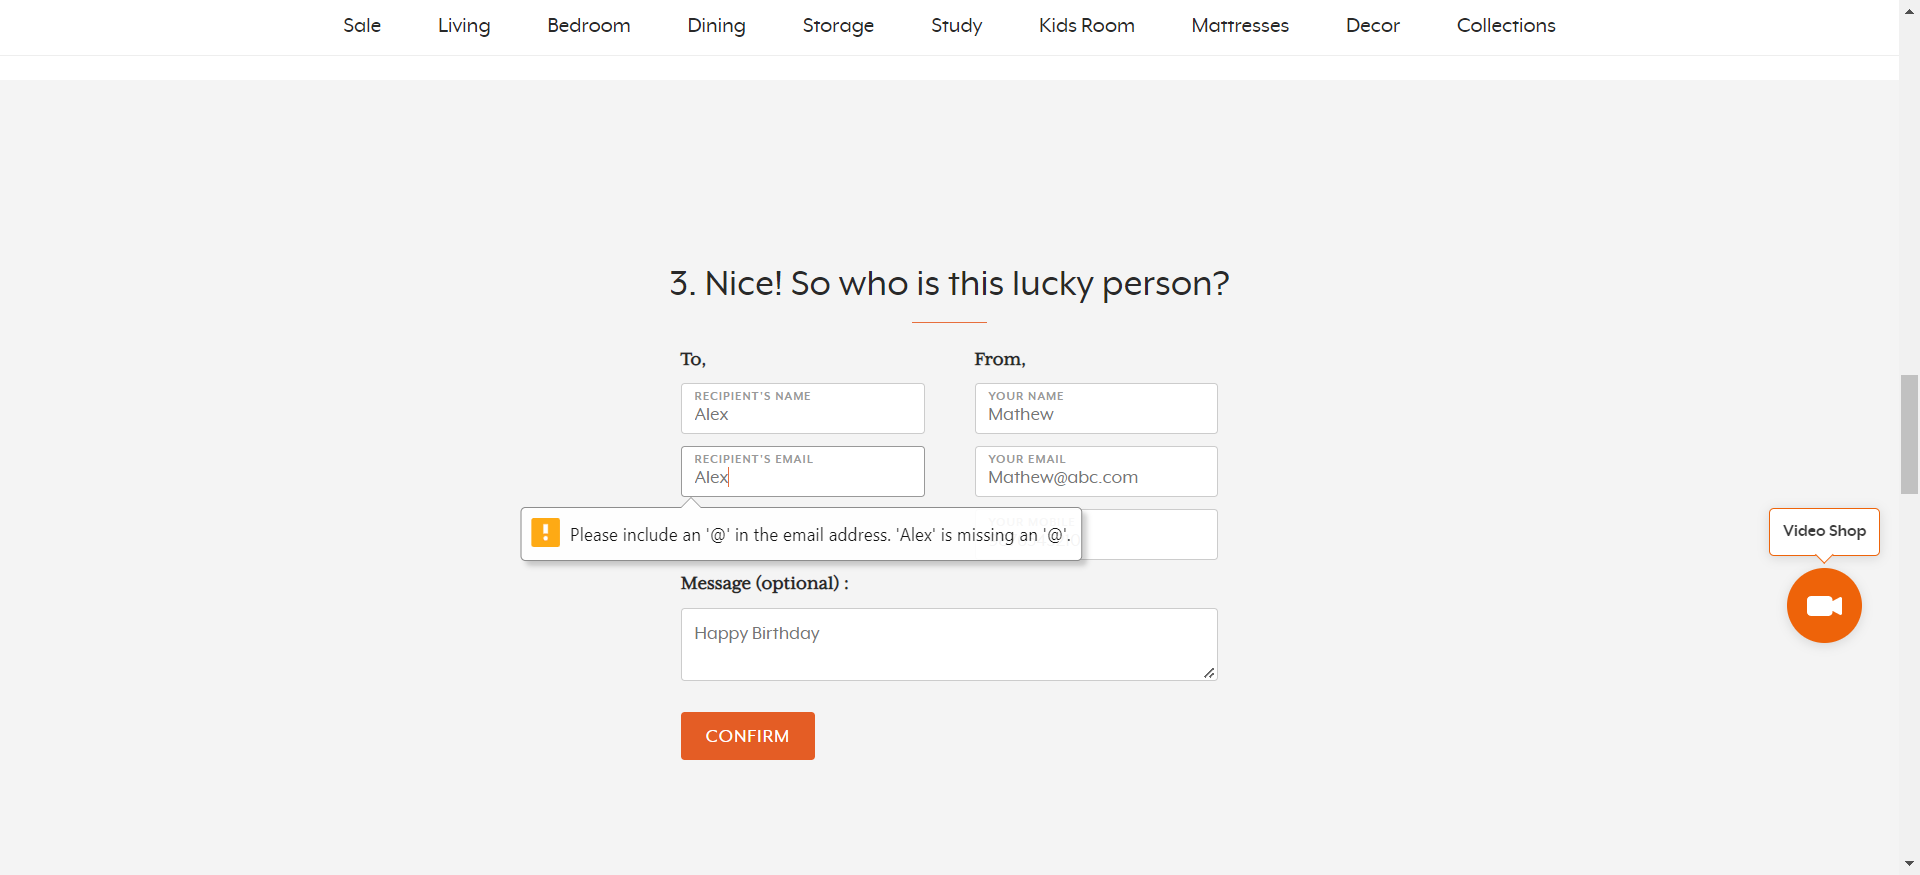 Sale Living Bedroom Dining Storage Study Kids Room Mattresses Decor Collections
3. Nice! So who is this lucky person?
To,
From,
RECIPIENT'S NAME
Alex
YOUR NAME
Mathew
RECIPIENT'S EMAIL
Alex
YOUR EMAIL
Mathew@abc.com
Please include an '@' in the email address. 'Alex' is missing an '@'.
Message (optional) :
Happy Birthday
CONFIRM
Video Shop